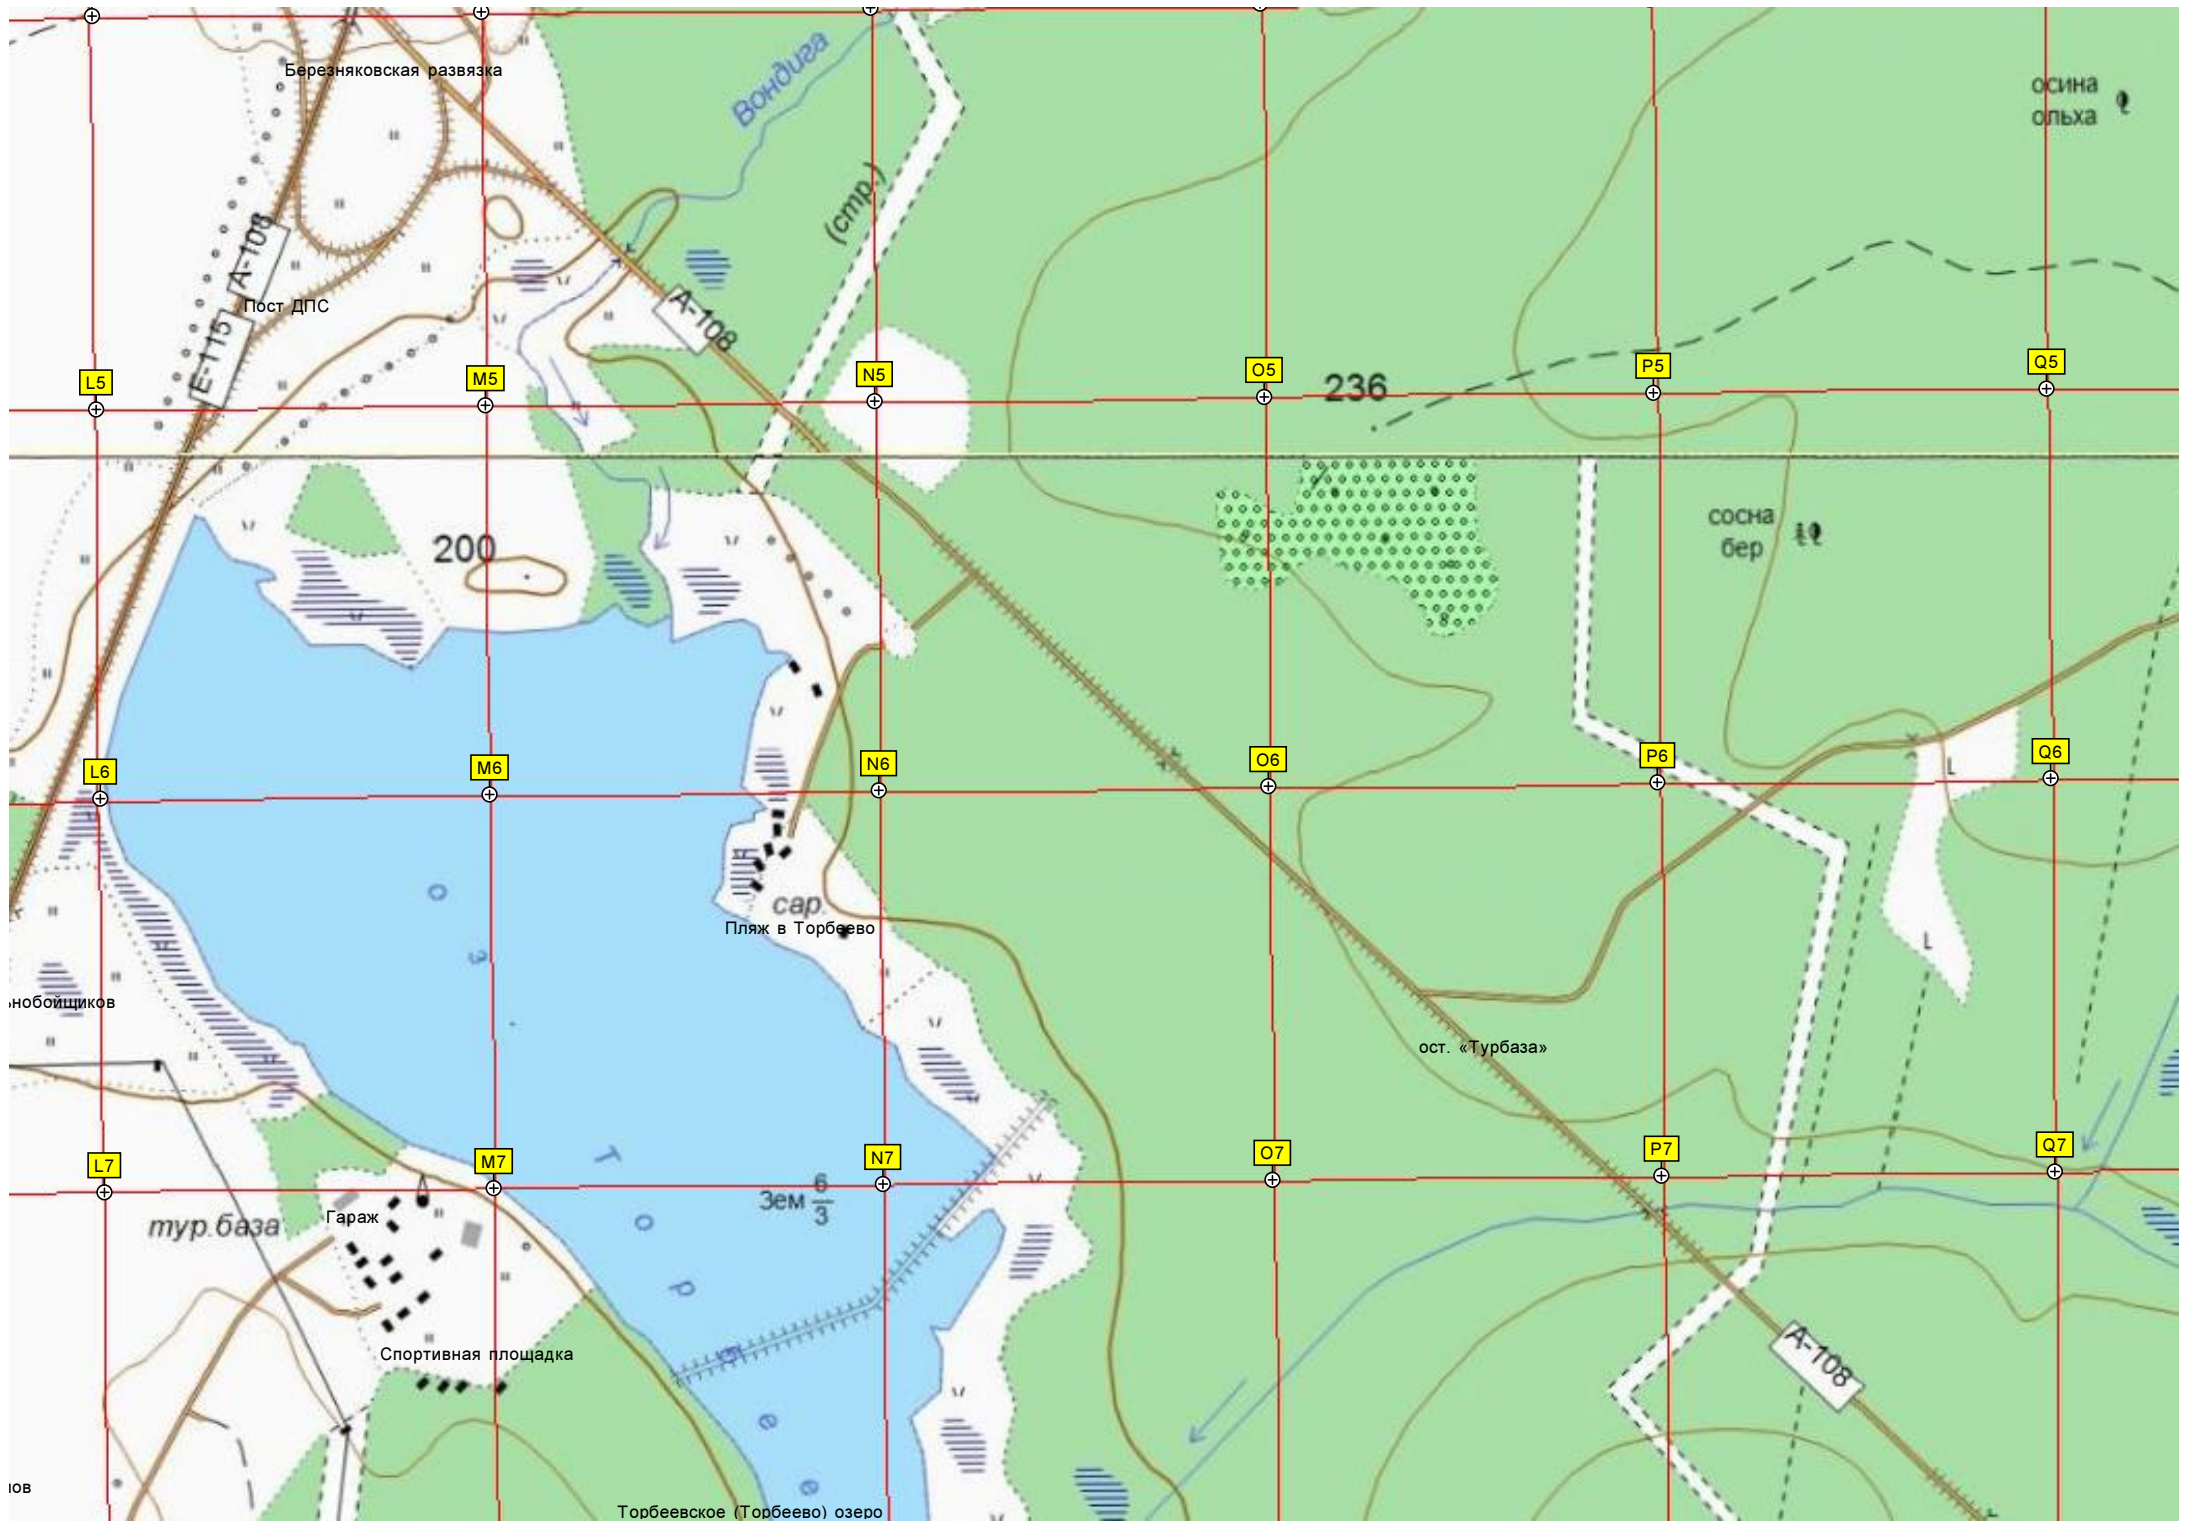 Березняковская развязка
Вондига
осина
ольха
(стр.)
А-108
Пост ДПС
Е-115
А-108
L5
M5
N5
O5
236
P5
Q5
200
сосна
бер
L6
M6
N6
O6
P6
Q6
сар.
Пляж в Торбеево
о
з
ьнобойщиков
ост. «Турбаза»
L7
M7
Т
N7
O7
P7
Q7
Зем 6/3
тур.база
Гараж
о
р
Спортивная площадка
б
А-108
е
е
Торбеевское (Торбеево) озеро
лов